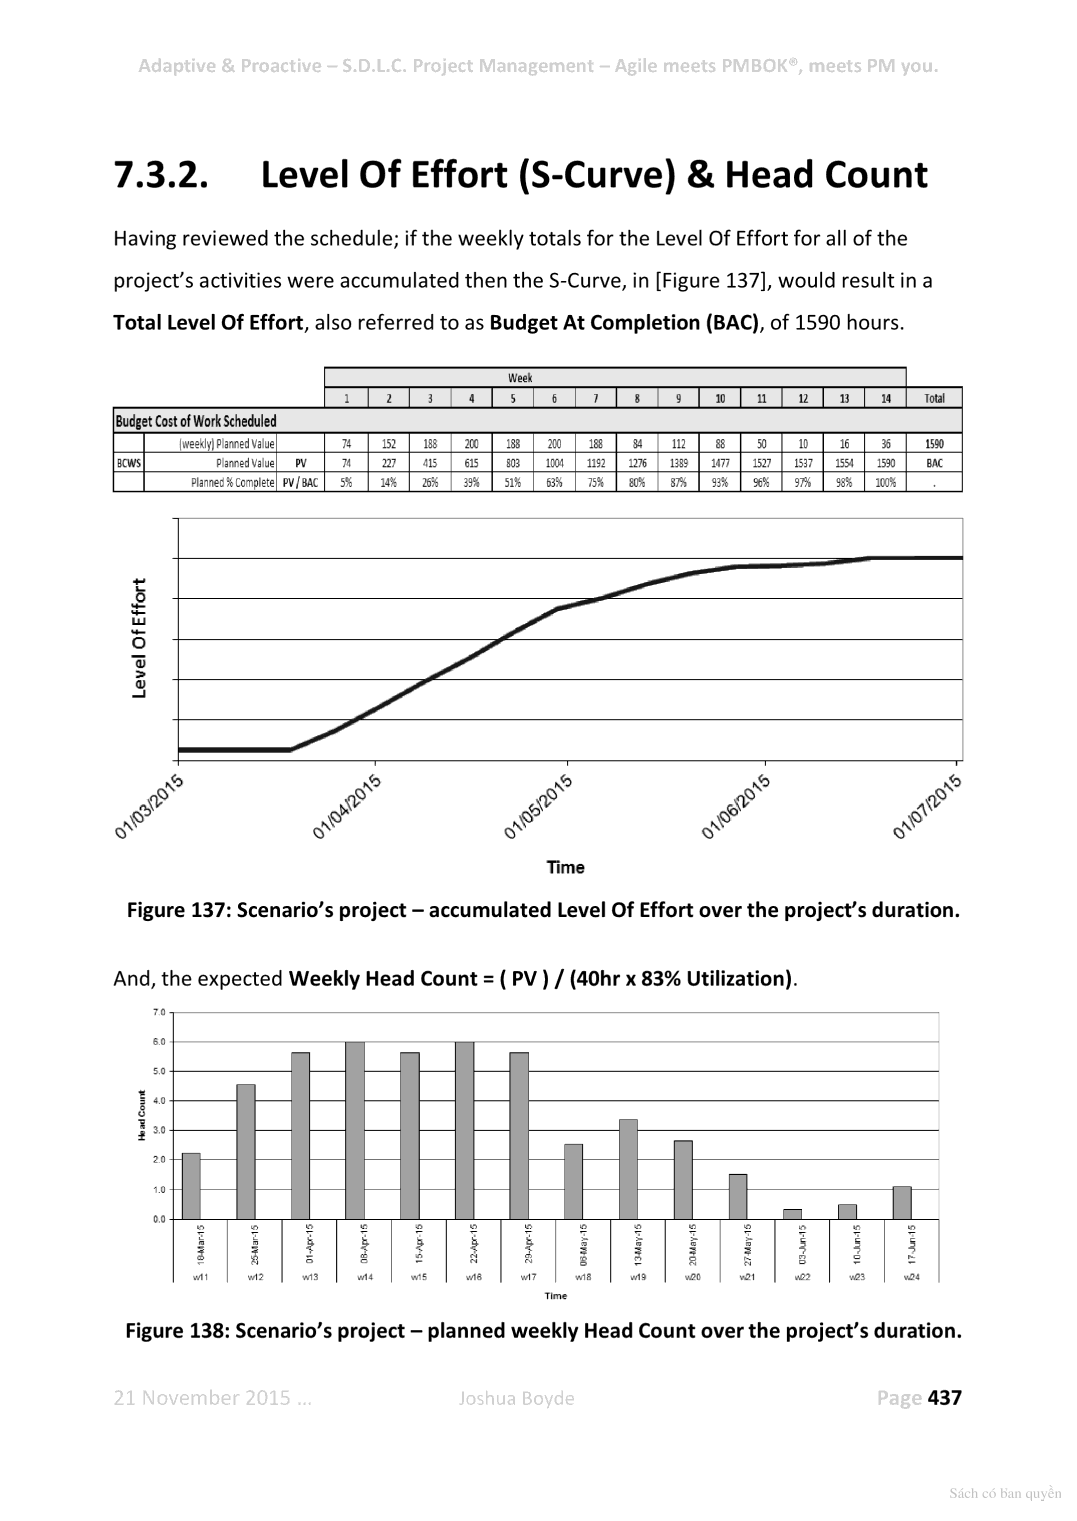 Adaptive & Proactive – S.D.L.C. Project Management – Agile meets PMBOK®, meets PM you.
7.3.2. Level Of Effort (S-Curve) & Head Count
Having reviewed the schedule; if the weekly totals for the Level Of Effort for all of the
project’s activities were accumulated then the S-Curve, in [Figure 137], would result in a
Total Level Of Effort, also referred to as Budget At Completion (BAC), of 1590 hours.
Week
1 2 3 4 5 6 7 8 9 10 11 12 13 14 Total
Budget Cost of Work Scheduled
(weekly) Planned Value 74 152 188 200 188 200 188 84 112 88 50 10 16 36 1590
BCWS Planned Value PV 74 227 415 615 803 1004 1192 1276 1389 1477 1527 1537 1554 1590 BAC
Planned % Complete PV / BAC 5% 14% 26% 39% 51% 63% 75% 80% 87% 93% 96% 97% 98% 100% .
Level Of Effort
01/03/2015 01/04/2015 01/05/2015 01/06/2015 01/07/2015
Time
Figure 137: Scenario’s project – accumulated Level Of Effort over the project’s duration.
And, the expected Weekly Head Count = ( PV ) / (40hr x 83% Utilization).
7.0
6.0
5.0
4.0
3.0
2.0
1.0
0.0
Head Count
18-Mar-15 25-Mar-15 01-Apr-15 08-Apr-15 15-Apr-15 22-Apr-15 29-Apr-15 06-May-15 13-May-15 20-May-15 27-May-15 03-Jun-15 10-Jun-15 17-Jun-15
w11 w12 w13 w14 w15 w16 w17 w18 w19 w20 w21 w22 w23 w24
Time
Figure 138: Scenario’s project – planned weekly Head Count over the project’s duration.
21 November 2015 … Joshua Boyde Page 437
Sách có bản quyền